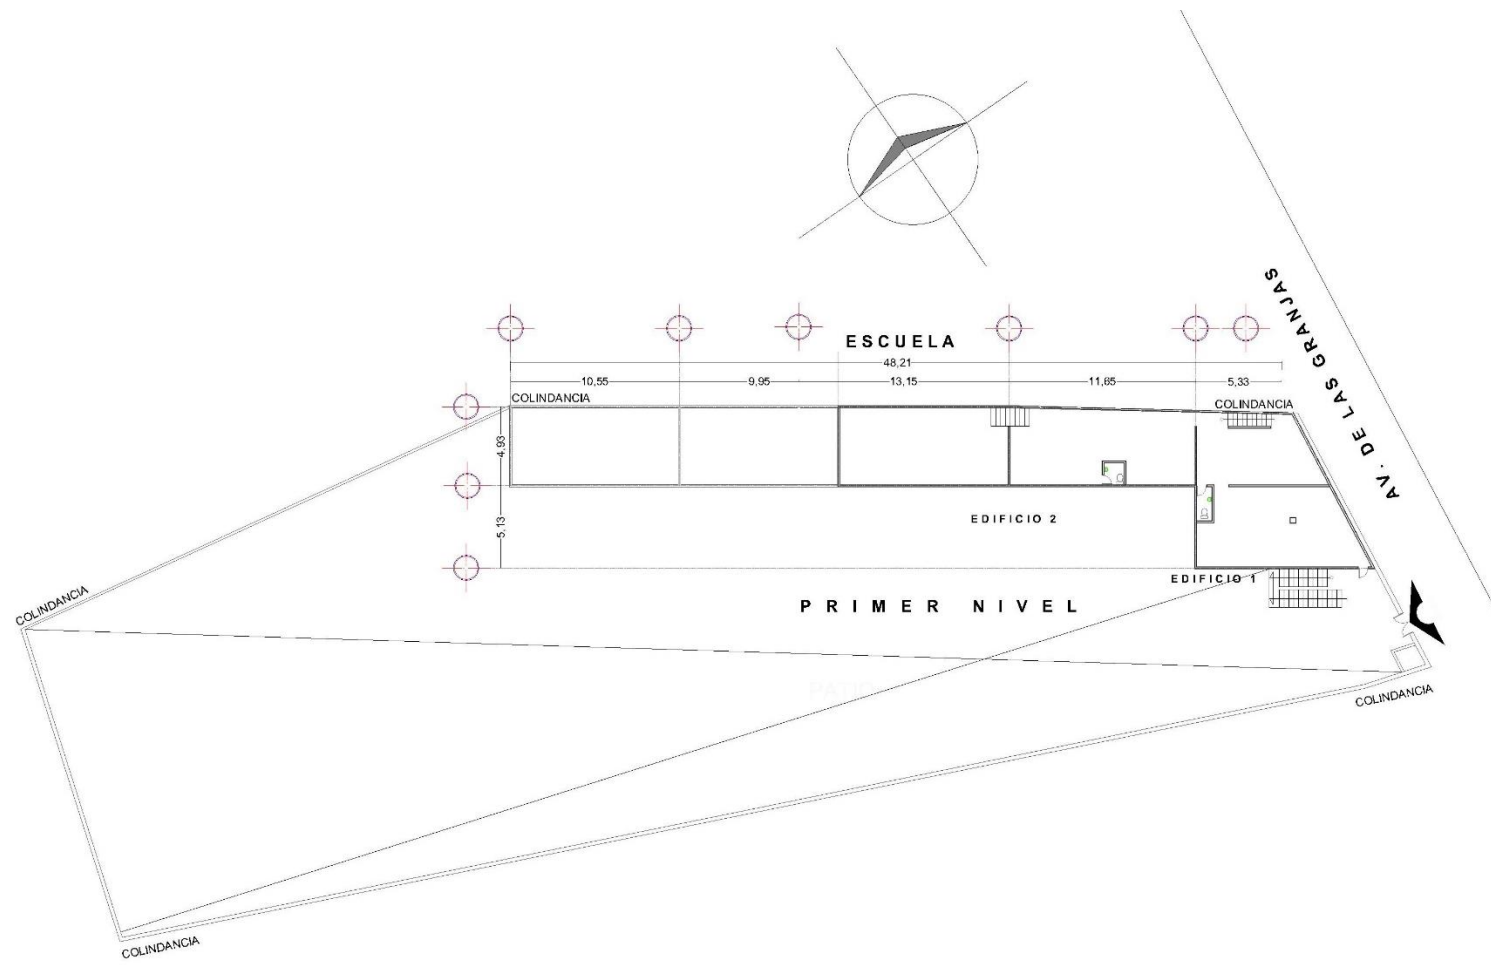 AV. DE LAS GRANJAS
ESCUELA
48,21
10,55 9,95 13,15 11,65 5,33
COLINDANCIA
COLINDANCIA
4,93
5,13
EDIFICIO 2
EDIFICIO 1
PRIMER NIVEL
COLINDANCIA
PATIO
COLINDANCIA
COLINDANCIA